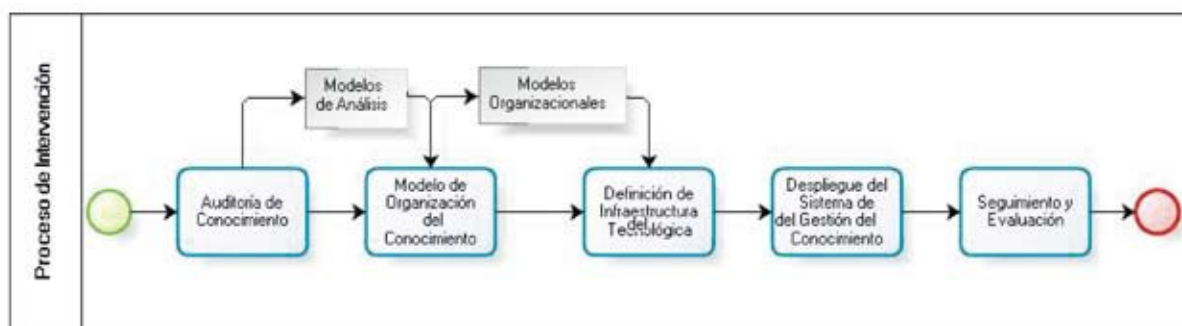 Proceso de Intervención
Modelos
de Análisis
Modelos
Organizacionales
Auditoría de
Conocimiento
Modelo de
Organización
del
Conocimiento
Definición de
Infraestructura
del
Tecnológica
Despliegue del
Sistema de
del Gestión del
Conocimiento
Seguimiento y
Evaluación